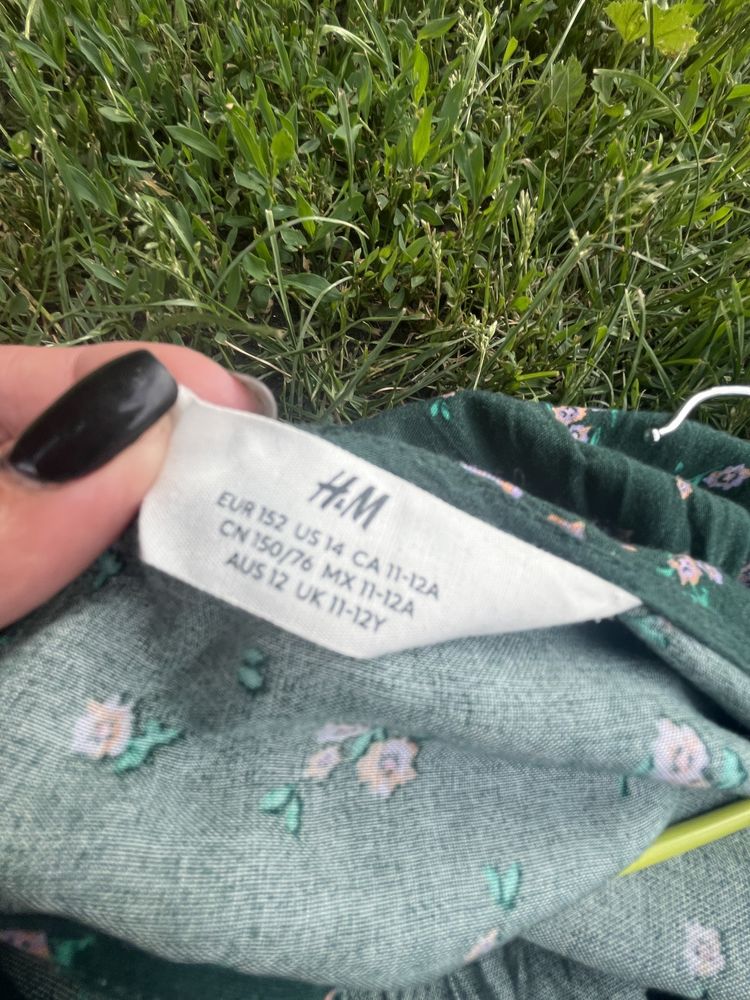 H&M
EUR 152 US 14 CA 11-12A
CN 150/76 MX 11-12A
AUS 12 UK 11-12Y